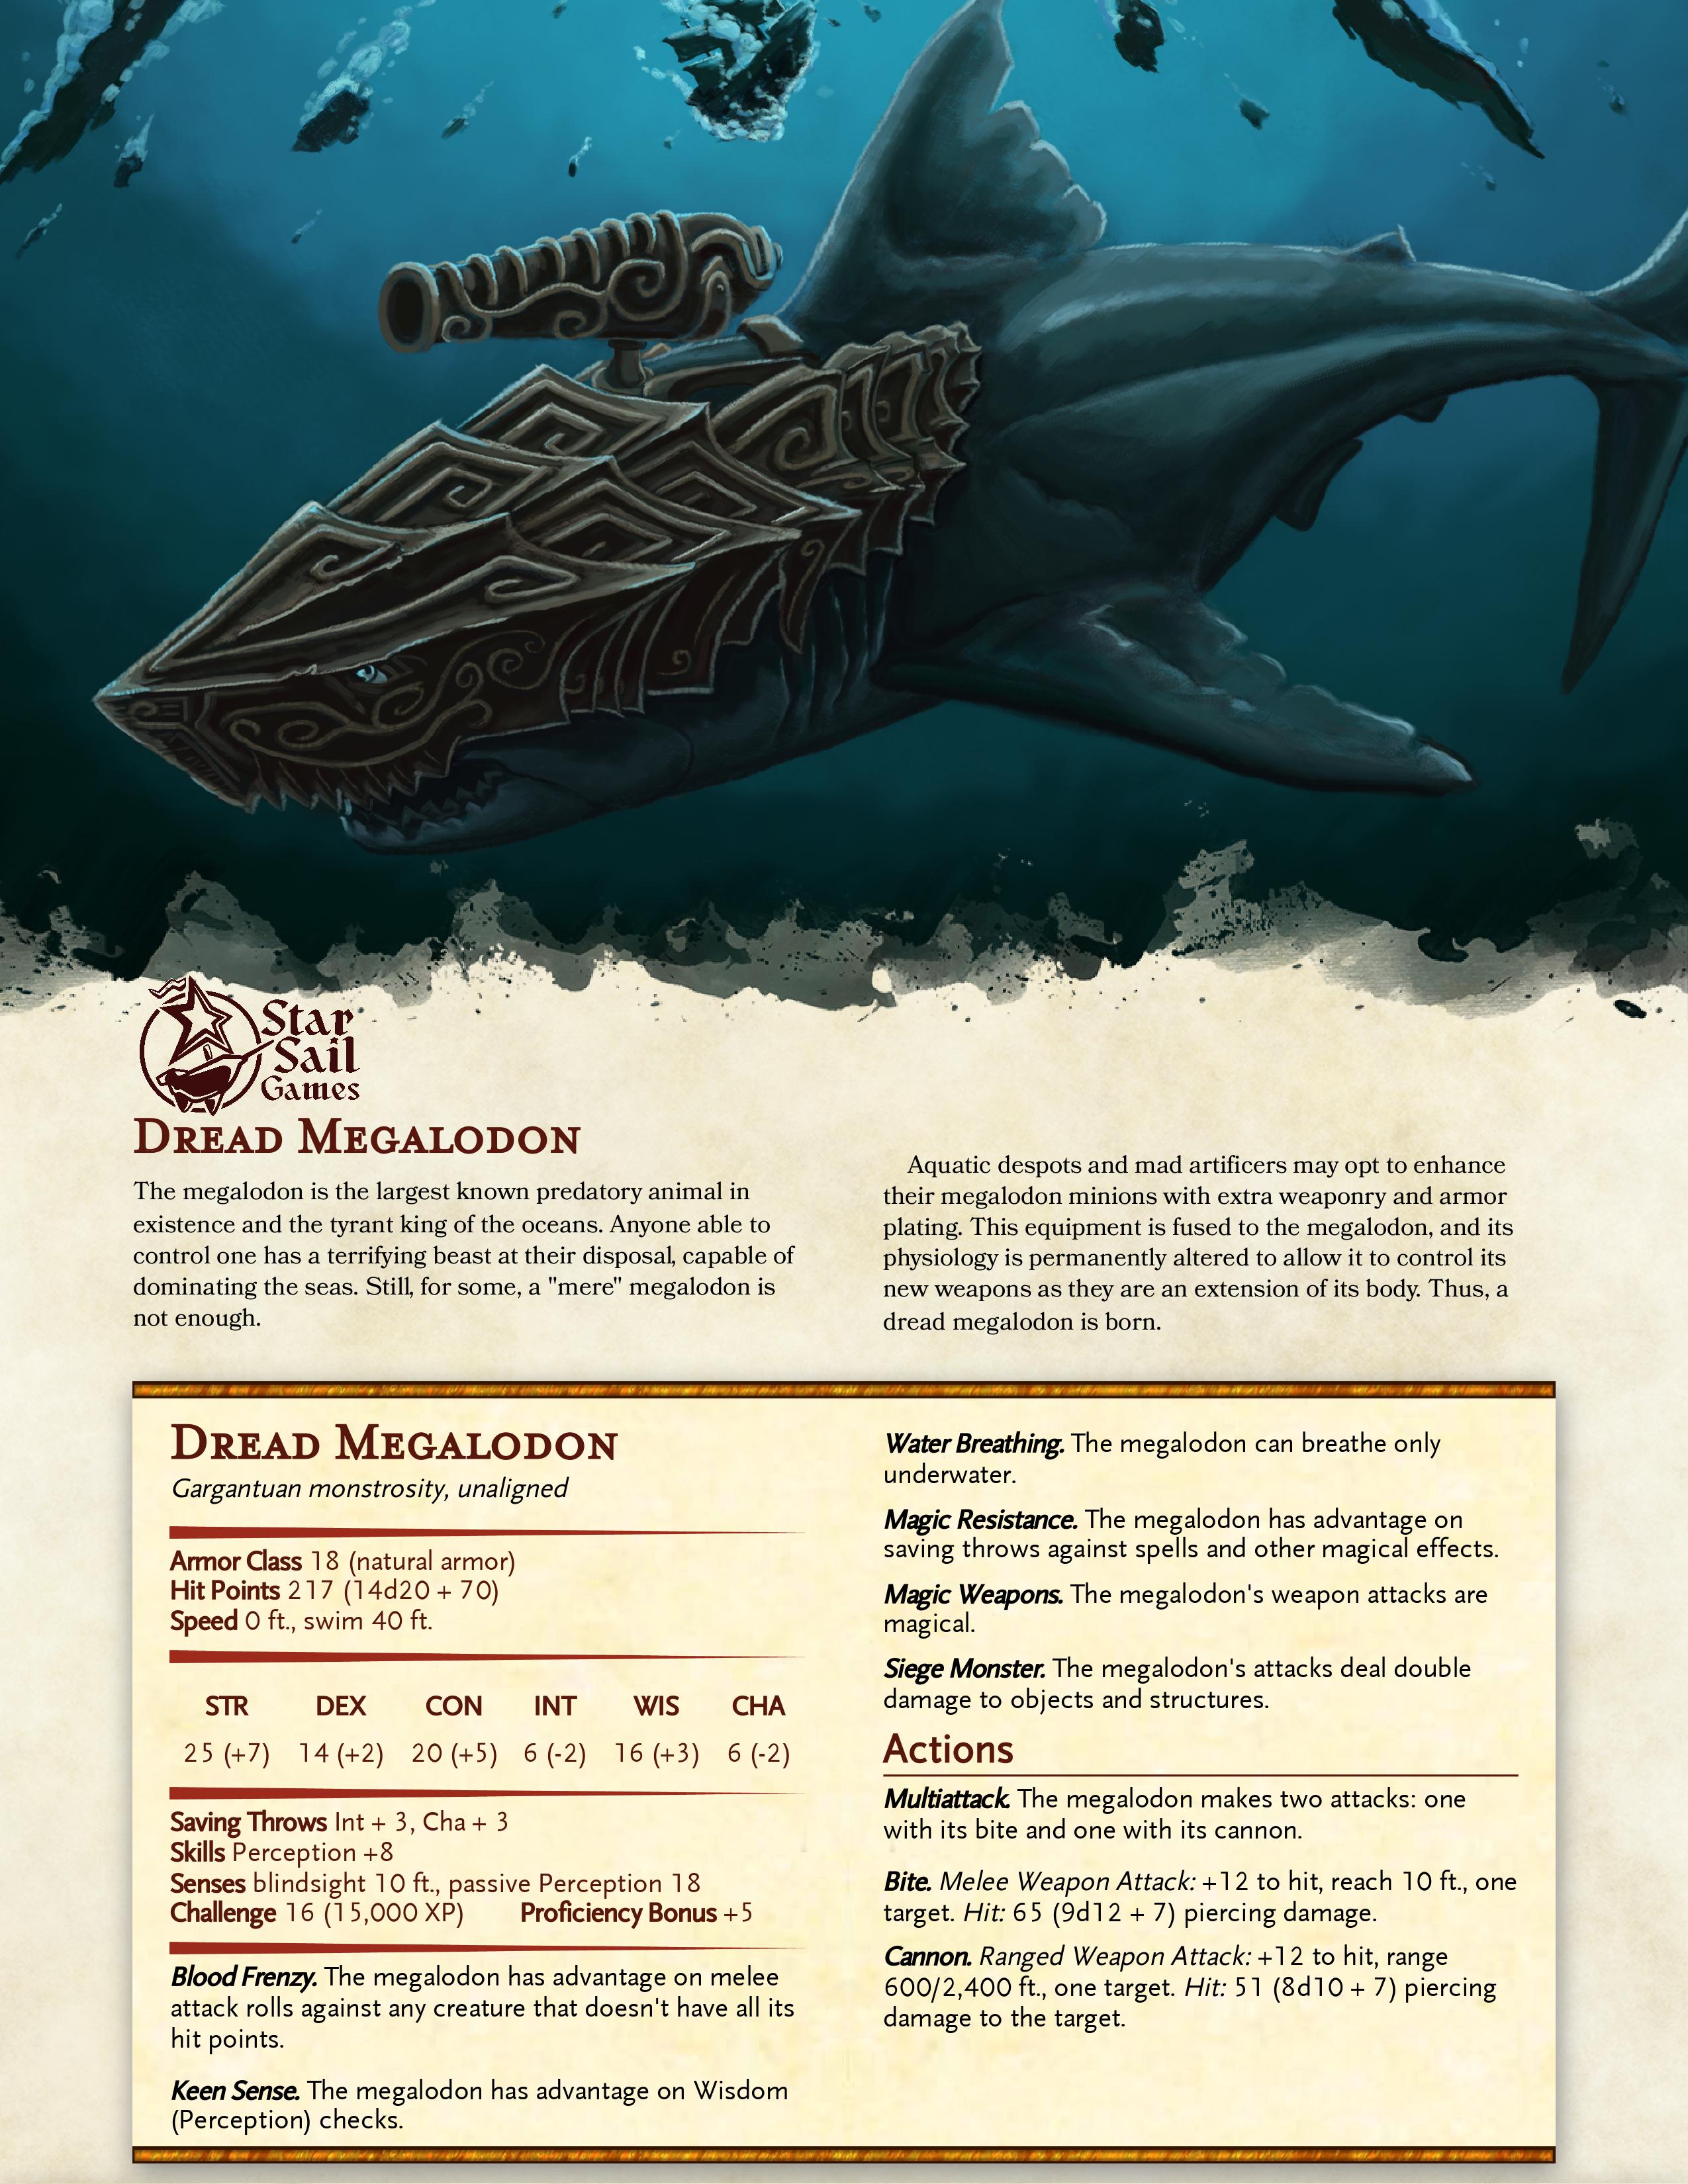 Star
Sail
Games
Dread Megalodon
The megalodon is the largest known predatory animal in
existence and the tyrant king of the oceans. Anyone able to
control one has a terrifying beast at their disposal, capable of
dominating the seas. Still, for some, a "mere" megalodon is
not enough.
Aquatic despots and mad artificers may opt to enhance
their megalodon minions with extra weaponry and armor
plating. This equipment is fused to the megalodon, and its
physiology is permanently altered to allow it to control its
new weapons as they are an extension of its body. Thus, a
dread megalodon is born.
Dread Megalodon
Gargantuan monstrosity, unaligned
Armor Class 18 (natural armor)
Hit Points 217 (14d20 + 70)
Speed 0 ft., swim 40 ft.
STR DEX CON INT WIS CHA
25 (+7) 14 (+2) 20 (+5) 6 (-2) 16 (+3) 6 (-2)
Saving Throws Int + 3, Cha + 3
Skills Perception +8
Senses blindsight 10 ft., passive Perception 18
Challenge 16 (15,000 XP) Proficiency Bonus +5
Blood Frenzy. The megalodon has advantage on melee
attack rolls against any creature that doesn't have all its
hit points.
Keen Sense. The megalodon has advantage on Wisdom
(Perception) checks.
Water Breathing. The megalodon can breathe only
underwater.
Magic Resistance. The megalodon has advantage on
saving throws against spells and other magical effects.
Magic Weapons. The megalodon's weapon attacks are
magical.
Siege Monster. The megalodon's attacks deal double
damage to objects and structures.
Actions
Multiattack. The megalodon makes two attacks: one
with its bite and one with its cannon.
Bite. Melee Weapon Attack: +12 to hit, reach 10 ft., one
target. Hit: 65 (9d12 + 7) piercing damage.
Cannon. Ranged Weapon Attack: +12 to hit, range
600/2,400 ft., one target. Hit: 51 (8d10 + 7) piercing
damage to the target.